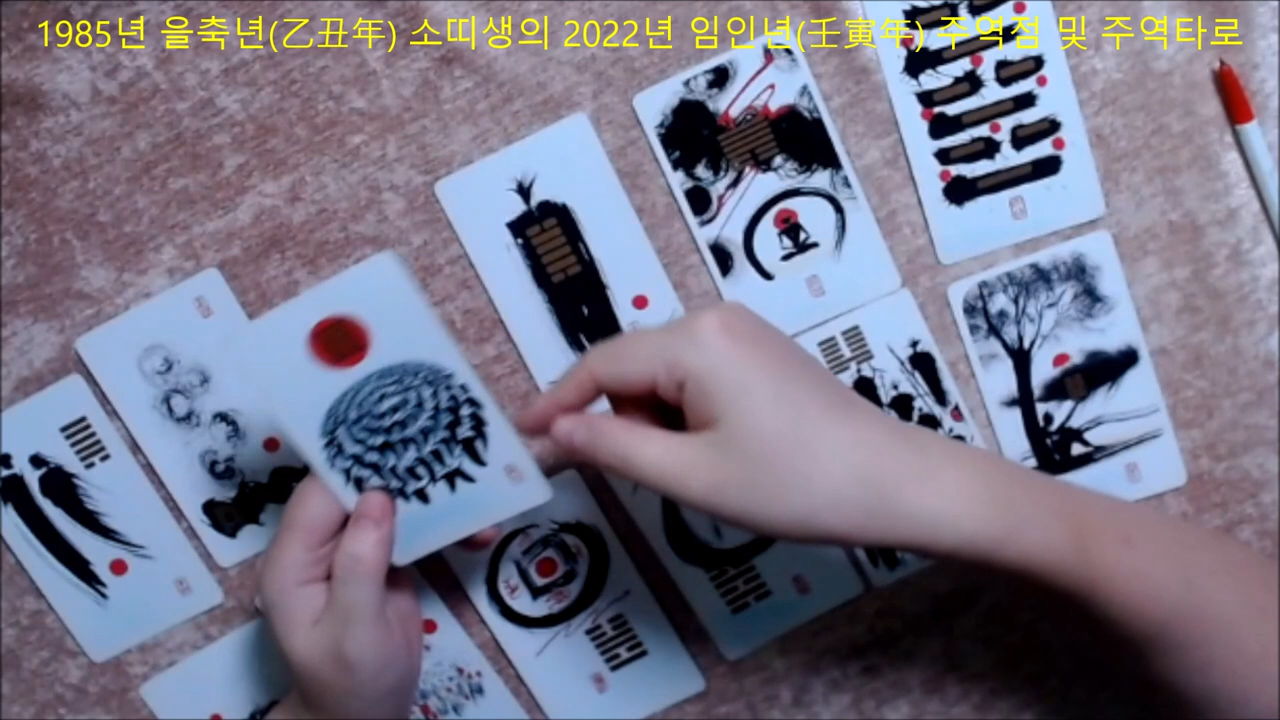 1985년 을축년(乙丑年) 소띠생의 2022년 임인년(壬寅年) 주역점 및 주역타로